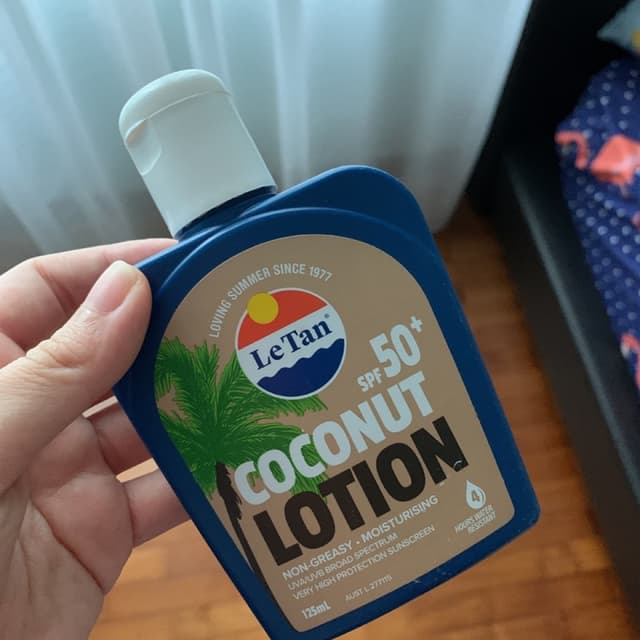 LOVING SUMMER SINCE 1977
Le Tan®
SPF 50+
COCONUT
LOTION
NON-GREASY • MOISTURISING
UVA/UVB BROAD SPECTRUM
VERY HIGH PROTECTION SUNSCREEN
125mL
AUST L 277115
4
HOURS WATER
RESISTANT